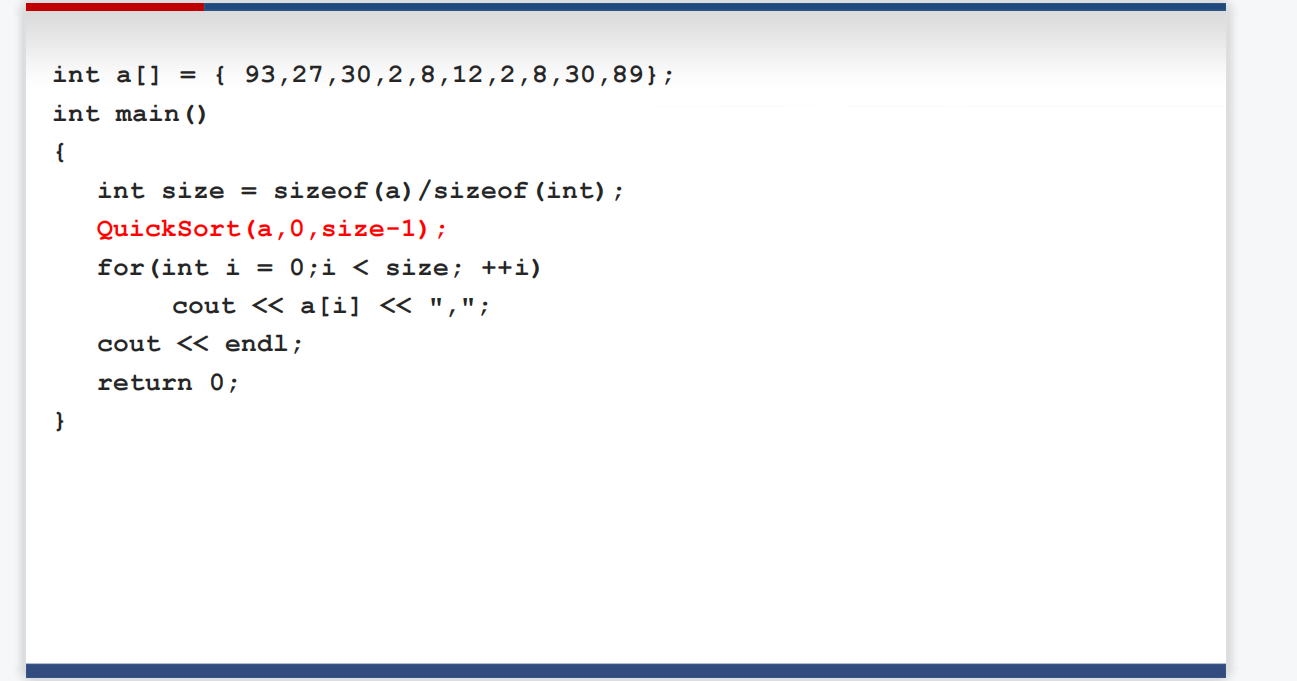 int a[] = { 93,27,30,2,8,12,2,8,30,89};
int main()
{
int size = sizeof(a)/sizeof(int);
QuickSort(a,0,size-1);
for(int i = 0;i < size; ++i)
cout << a[i] << ",";
cout << endl;
return 0;
}